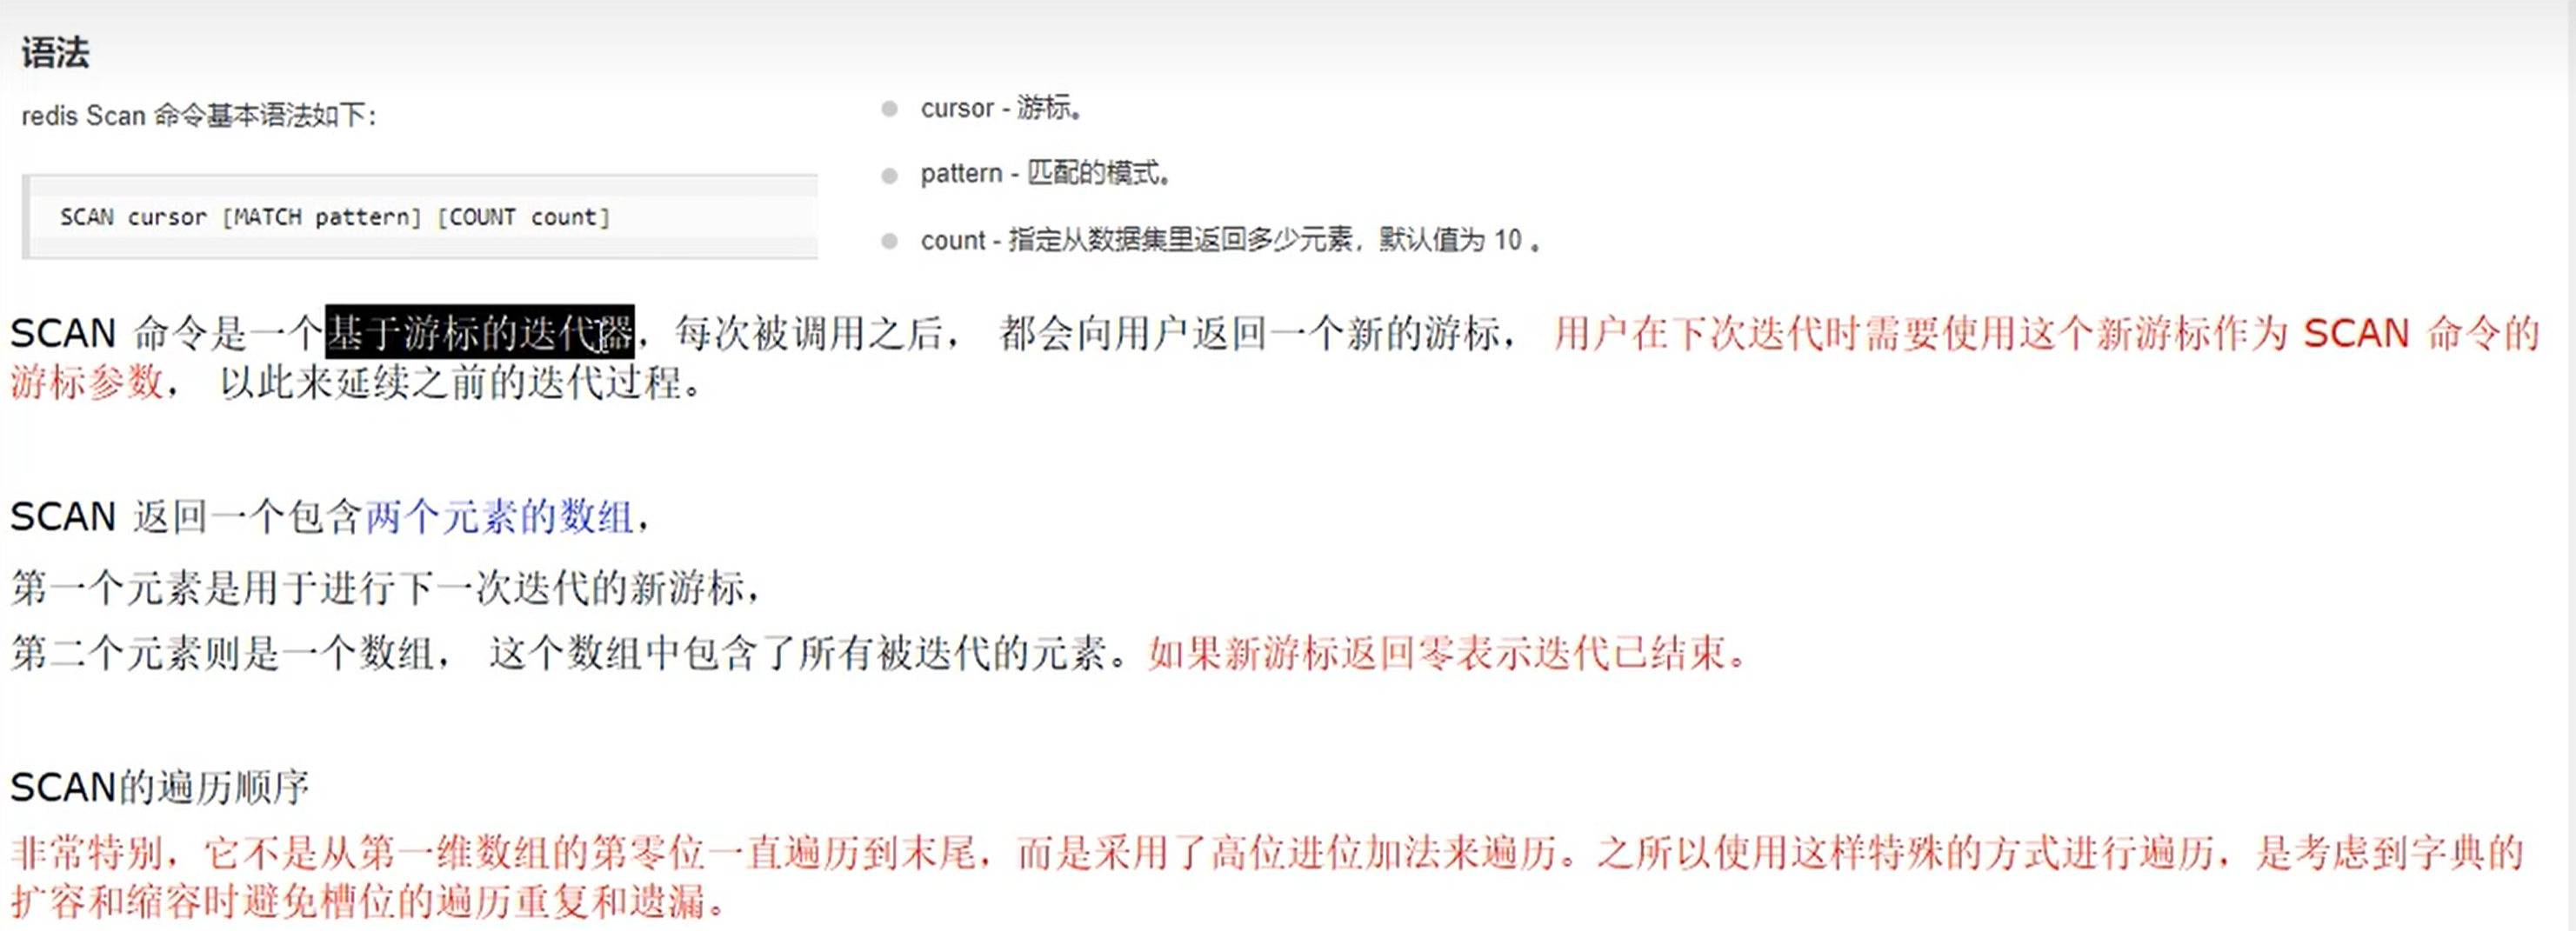 语法
redis Scan 命令基本语法如下：
SCAN cursor [MATCH pattern] [COUNT count]
cursor - 游标。
pattern - 匹配的模式。
count - 指定从数据集里返回多少元素，默认值为 10 。
SCAN 命令是一个基于游标的迭代器，每次被调用之后， 都会向用户返回一个新的游标， 用户在下次迭代时需要使用这个新游标作为 SCAN 命令的
游标参数， 以此来延续之前的迭代过程。
SCAN 返回一个包含两个元素的数组，
第一个元素是用于进行下一次迭代的新游标，
第二个元素则是一个数组， 这个数组中包含了所有被迭代的元素。如果新游标返回零表示迭代已结束。
SCAN的遍历顺序
非常特别，它不是从第一维数组的第零位一直遍历到末尾，而是采用了高位进位加法来遍历。之所以使用这样特殊的方式进行遍历，是考虑到字典的
扩容和缩容时避免槽位的遍历重复和遗漏。